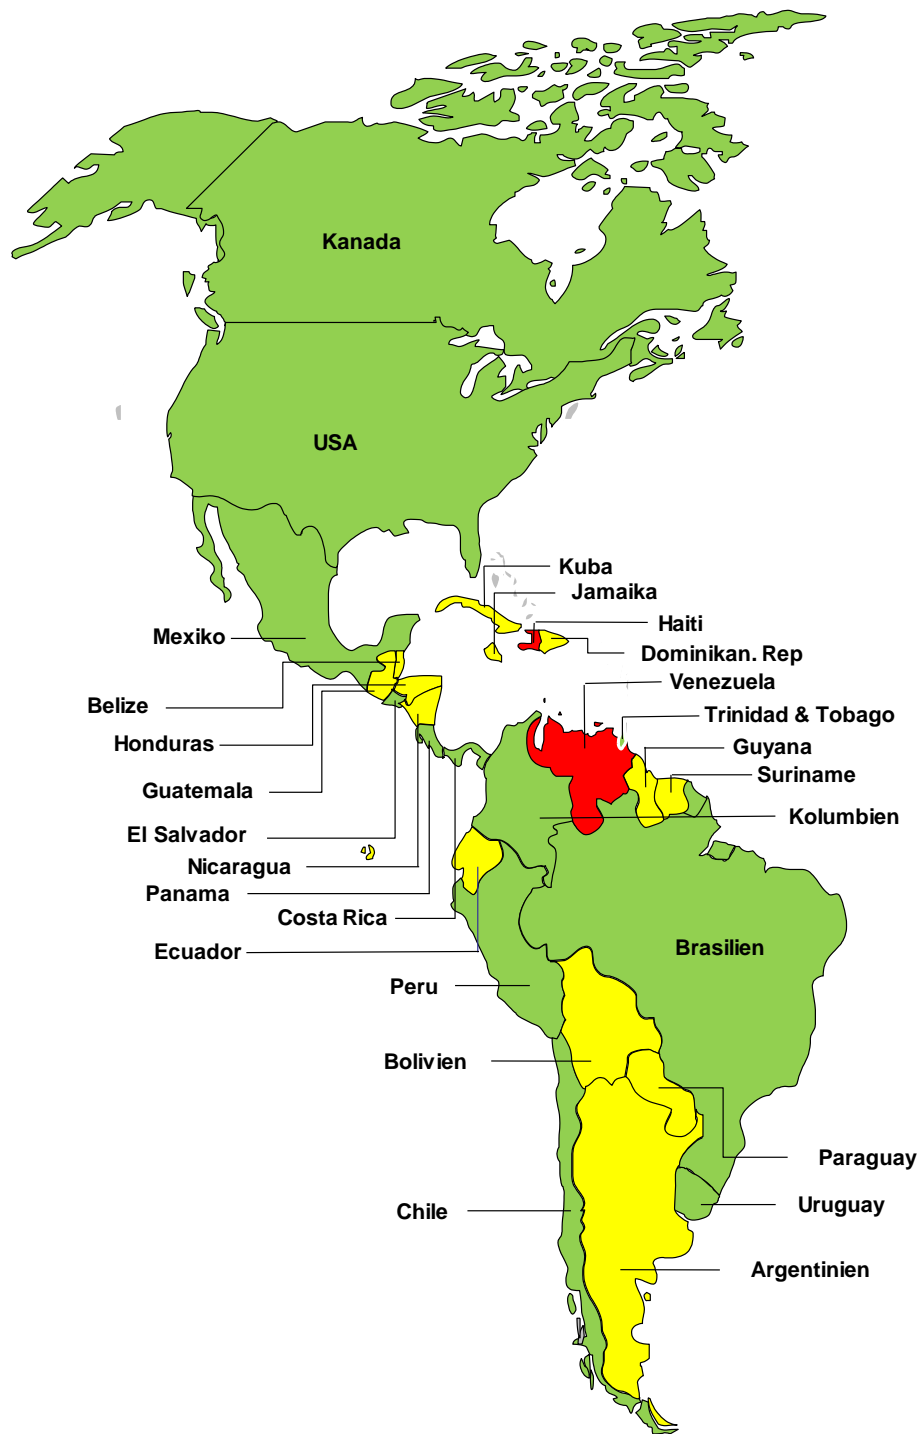 Kanada
USA
Kuba
Jamaika
Haiti
Mexiko
Dominikan. Rep
Venezuela
Belize
Trinidad & Tobago
Honduras
Guyana
Suriname
Guatemala
Kolumbien
El Salvador
Nicaragua
Panama
Costa Rica
Ecuador
Brasilien
Peru
Bolivien
Paraguay
Uruguay
Chile
Argentinien